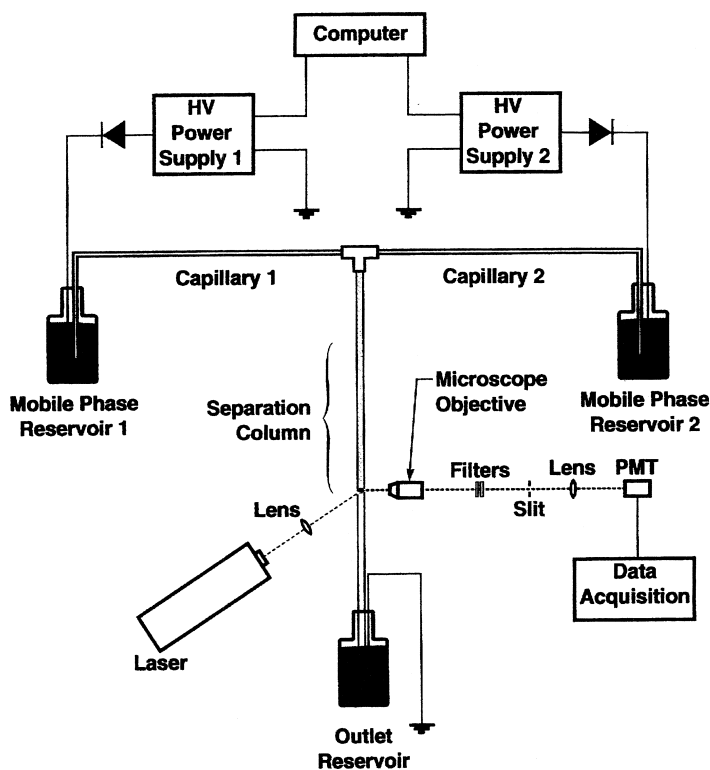 Computer
HV
Power
Supply 1
HV
Power
Supply 2
Capillary 1
Capillary 2
Mobile Phase
Reservoir 1
Mobile Phase
Reservoir 2
Separation
Column
Microscope
Objective
Filters
Slit
Lens
PMT
Lens
Data
Acquisition
Laser
Outlet
Reservoir